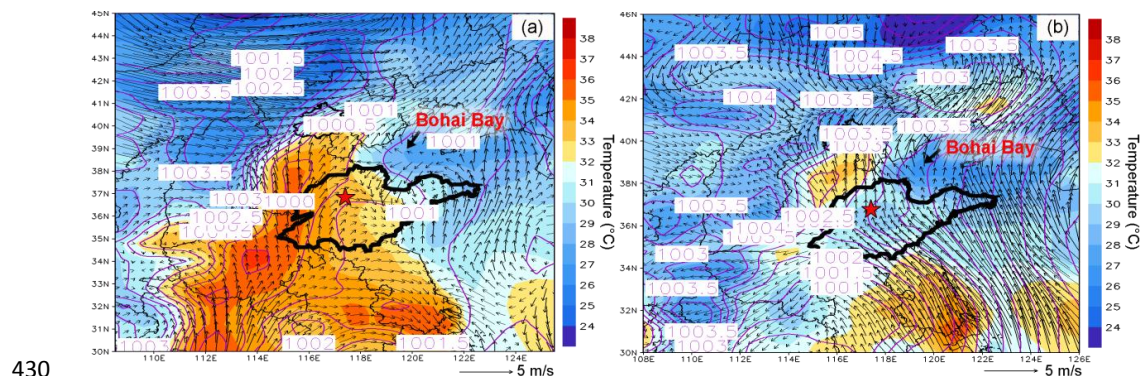 45N
44N
43N
42N
41N
40N
39N
38N
37N
36N
35N
34N
33N
32N
31N
30N
110E 112E 114E 116E 118E 120E 122E 124E
(a)
1001.5
1003.5
1002
1002.5
1003.5
1001
1000.5
Bohai Bay
1001
1003.5
1000
1001
1002
1001.5
1003
38
37
36
35
34
33
32
31
30
29
28
27
26
25
24
Temperature (°C)
5 m/s
46N
44N
42N
40N
38N
36N
34N
32N
30N
108E 110E 112E 114E 116E 118E 120E 122E 124E 126E
(b)
1005
1003.5
1004.5
1003.5
1004
1003
1004
1003.5
1003.5
1003.5
Bohai Bay
1003.5
1002.5
1004.5
1003
1002
1001.5
1003.5
1003.5
1003
38
37
36
35
34
33
32
31
30
29
28
27
26
25
24
Temperature (°C)
5 m/s
430